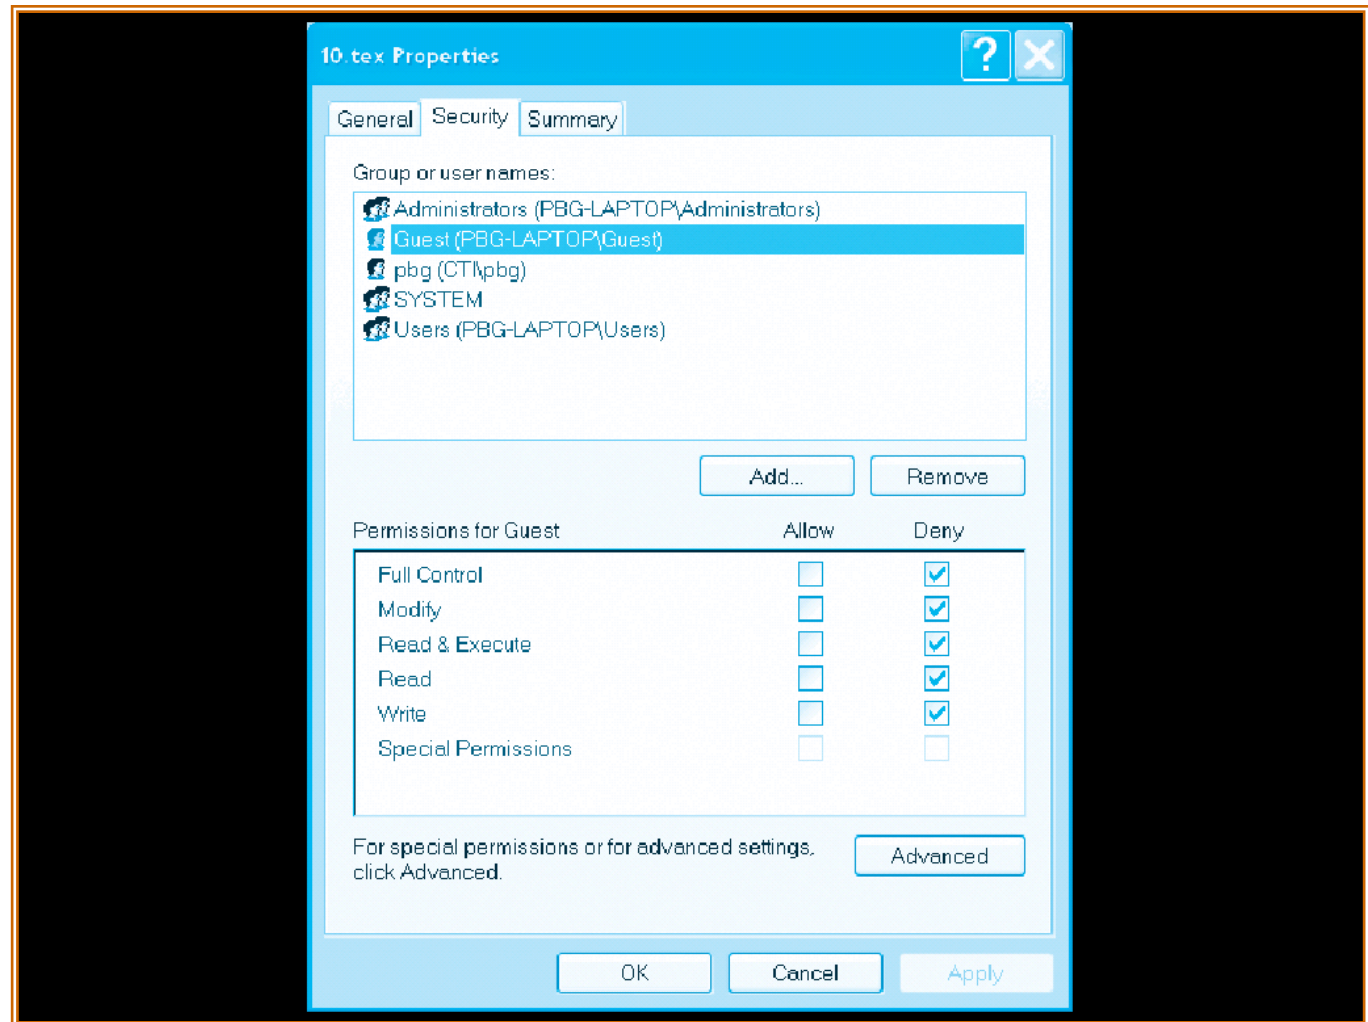 10.tex Properties
?
General Security Summary
Group or user names:
Administrators (PBG-LAPTOP\Administrators)
Guest (PBG-LAPTOP\Guest)
pbg (CTI\pbg)
SYSTEM
Users (PBG-LAPTOP\Users)
Add... Remove
Permissions for Guest Allow Deny
Full Control
Modify
Read & Execute
Read
Write
Special Permissions
For special permissions or for advanced settings,
click Advanced.
Advanced
OK Cancel Apply